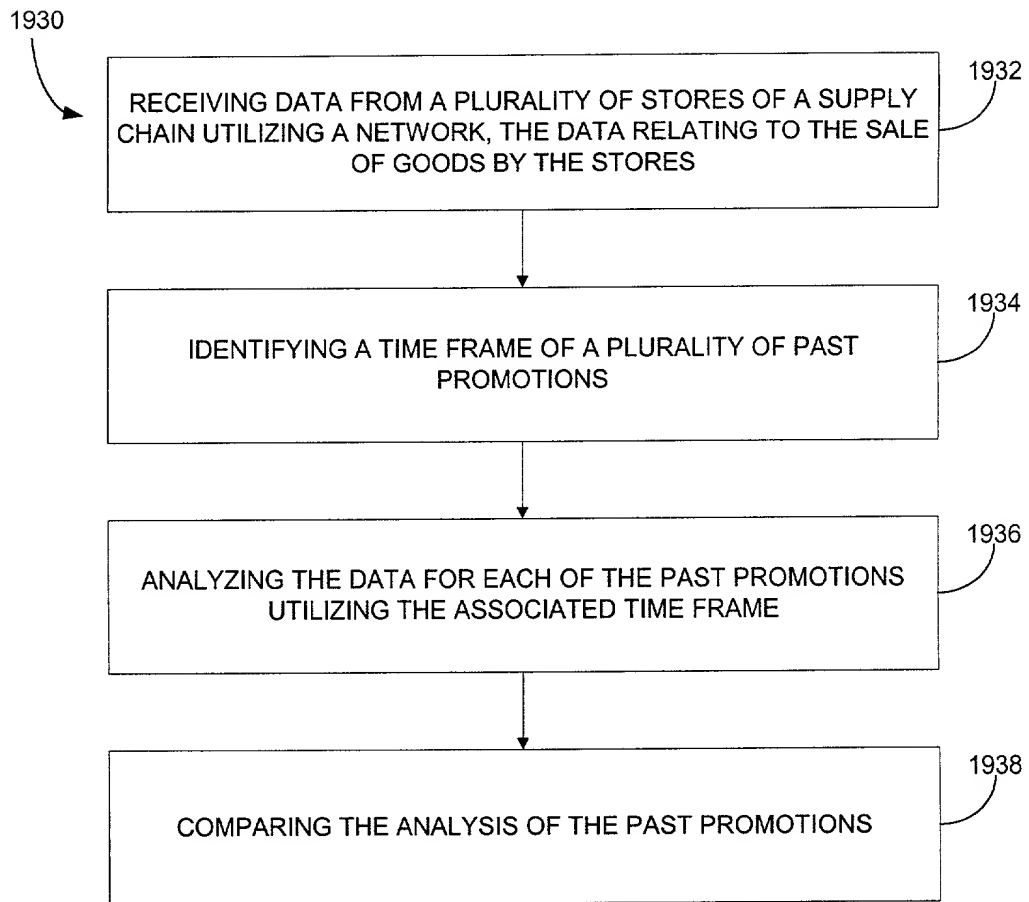 1930
1932
RECEIVING DATA FROM A PLURALITY OF STORES OF A SUPPLY
CHAIN UTILIZING A NETWORK, THE DATA RELATING TO THE SALE
OF GOODS BY THE STORES
1934
IDENTIFYING A TIME FRAME OF A PLURALITY OF PAST
PROMOTIONS
1936
ANALYZING THE DATA FOR EACH OF THE PAST PROMOTIONS
UTILIZING THE ASSOCIATED TIME FRAME
1938
COMPARING THE ANALYSIS OF THE PAST PROMOTIONS